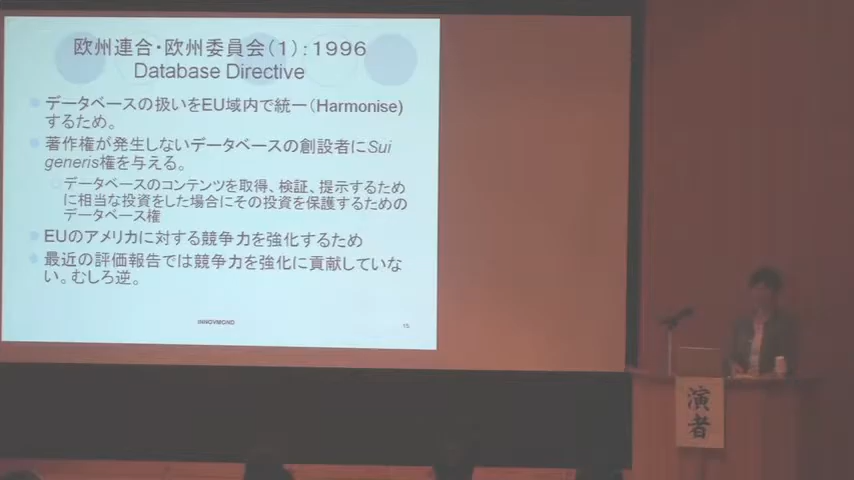 欧州連合・欧州委員会(1):1996
Database Directive
データベースの扱いをEU域内で統一(Harmonise)
するため。
著作権が発生しないデータベースの創設者にSui
generis権を与える。
データベースのコンテンツを取得、検証、提示するため
に相当な投資をした場合にその投資を保護するための
データベース権
EUのアメリカに対する競争力を強化するため
最近の評価報告では競争力を強化に貢献していな
い。むしろ逆。
15
演者